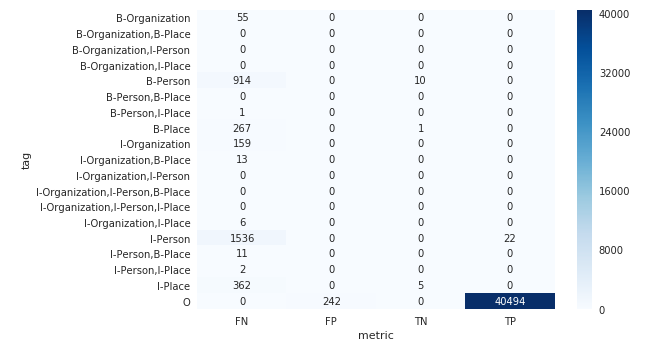 B-Organization 55 0 0 0
B-Organization,B-Place 0 0 0 0
B-Organization,I-Person 0 0 0 0
B-Organization,I-Place 0 0 0 0
B-Person 914 0 10 0
B-Person,B-Place 0 0 0 0
B-Person,I-Place 1 0 0 0
B-Place 267 0 1 0
I-Organization 159 0 0 0
I-Organization,B-Place 13 0 0 0
I-Organization,I-Person 0 0 0 0
I-Organization,I-Person,B-Place 0 0 0 0
I-Organization,I-Person,I-Place 0 0 0 0
I-Organization,I-Place 6 0 0 0
I-Person 1536 0 0 22
I-Person,B-Place 11 0 0 0
I-Person,I-Place 2 0 0 0
I-Place 362 0 5 0
O 0 242 0 40494
FN FP TN TP
metric
tag
40000
32000
24000
16000
8000
0